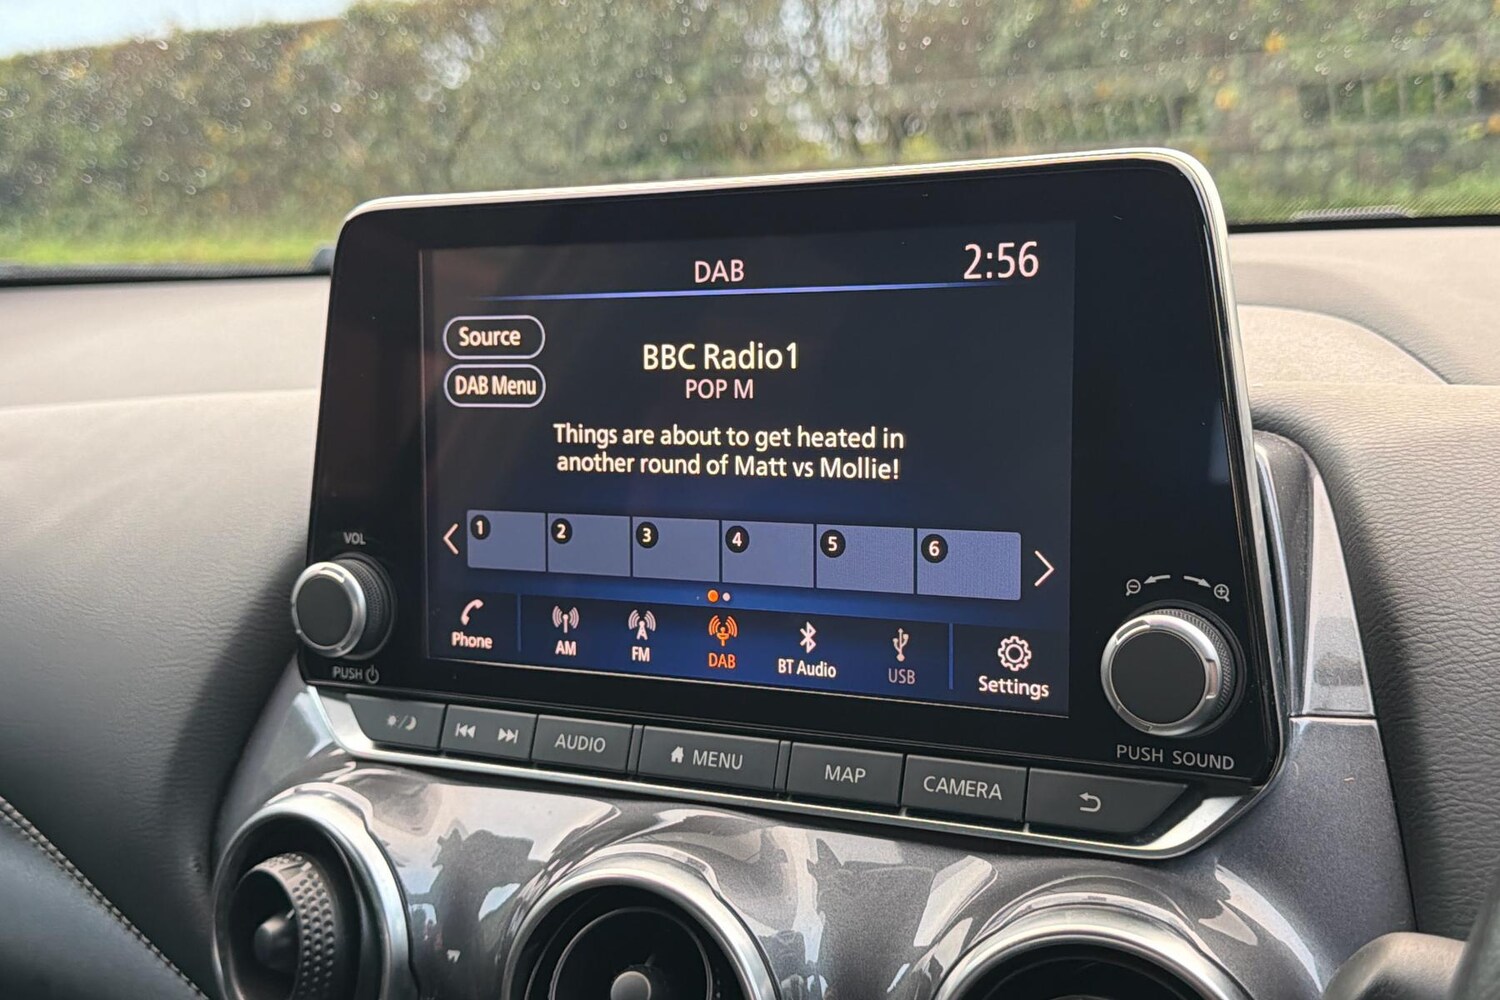 DAB
2:56
Source
DAB Menu
BBC Radio1
POP M
Things are about to get heated in
another round of Matt vs Mollie!
1 2 3 4 5 6
Phone
AM
FM
DAB
BT Audio
USB
Settings
VOL
PUSH
PUSH SOUND
AUDIO
MENU
MAP
CAMERA